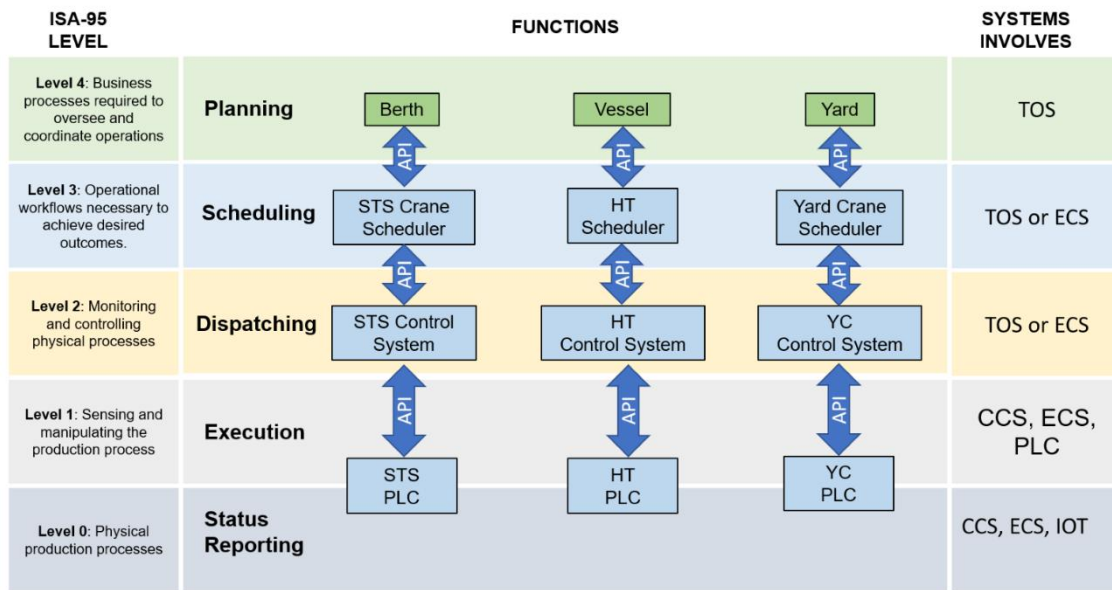 ISA-95
LEVEL
FUNCTIONS
SYSTEMS
INVOLVES
Level 4: Business
processes required to
oversee and
coordinate operations
Planning
Berth
Vessel
Yard
TOS
API
API
API
Level 3: Operational
workflows necessary to
achieve desired
outcomes.
Scheduling
STS Crane
Scheduler
HT
Scheduler
Yard Crane
Scheduler
TOS or ECS
API
API
API
Level 2: Monitoring
and controlling
physical processes
Dispatching
STS Control
System
HT
Control System
YC
Control System
TOS or ECS
API
API
API
Level 1: Sensing and
manipulating the
production process
Execution
CCS, ECS,
PLC
STS
PLC
HT
PLC
YC
PLC
Level 0: Physical
production processes
Status
Reporting
CCS, ECS, IOT